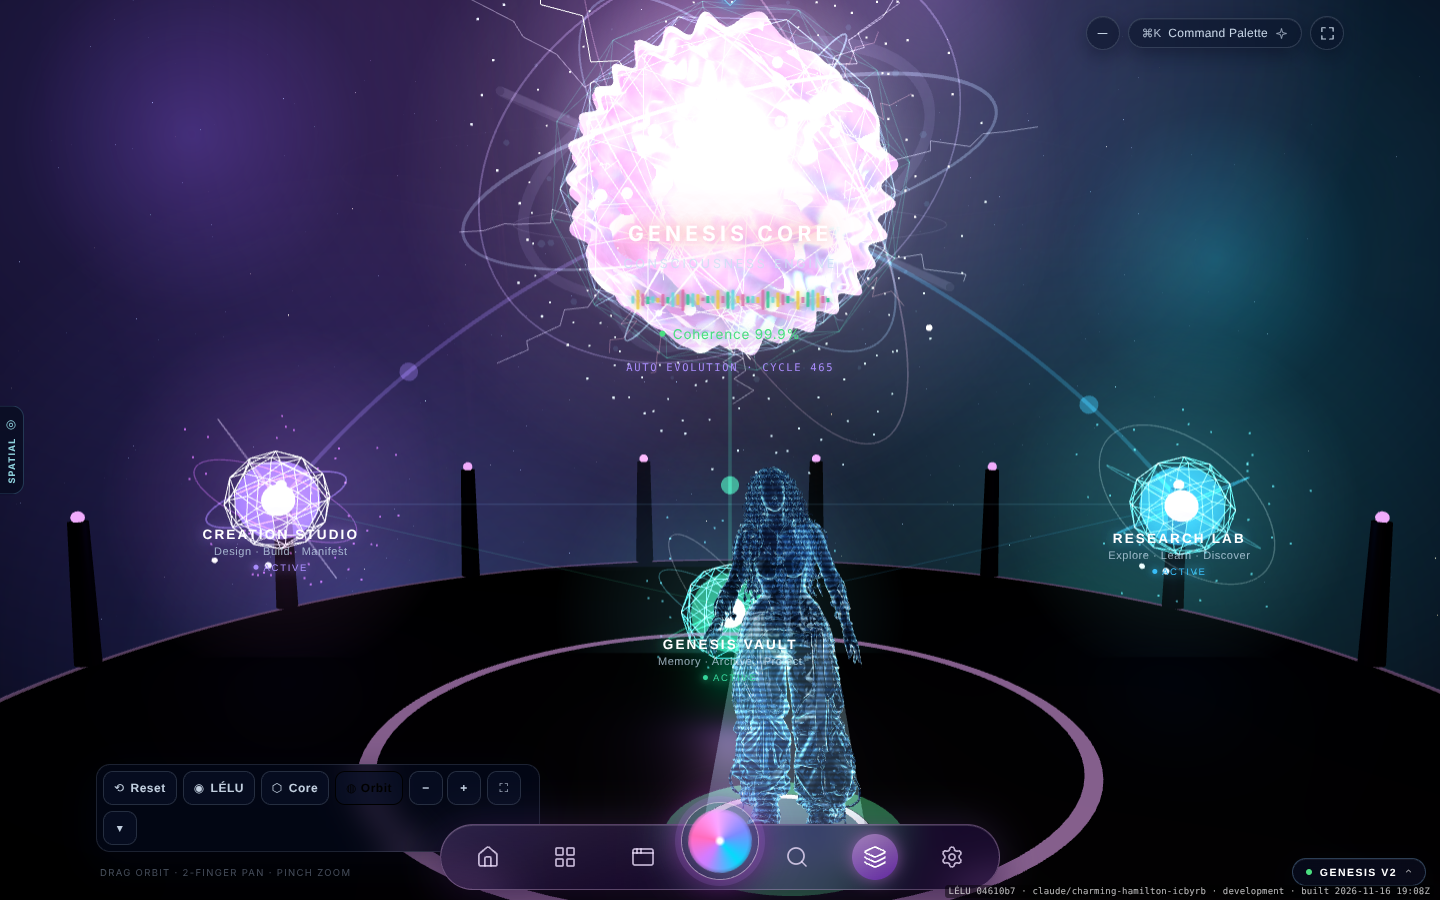 ⌘K Command Palette
GENESIS CORE
Coherence 99.9%
AUTO EVOLUTION · CYCLE 465
SPATIAL
CREATION STUDIO
Design · Build · Manifest
ACTIVE
RESEARCH LAB
Explore · Learn · Discover
ACTIVE
GENESIS VAULT
Memory · Archive · Protect
Reset
LÉLU
Core
Orbit
DRAG ORBIT · 2-FINGER PAN · PINCH ZOOM
GENESIS V2
LÉLU 04610b7 · claude/charming-hamilton-icbyrb · development · built 2026-11-16 19:08Z